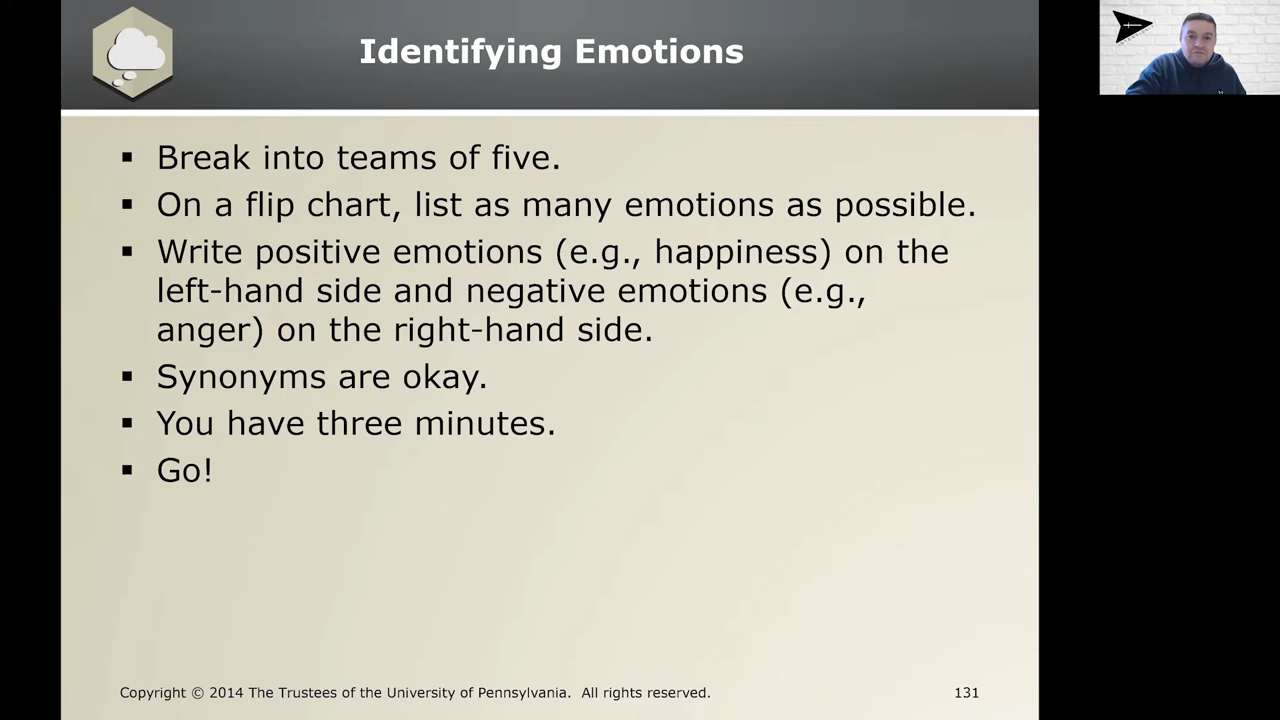 Identifying Emotions
▪ Break into teams of five.
▪ On a flip chart, list as many emotions as possible.
▪ Write positive emotions (e.g., happiness) on the
left-hand side and negative emotions (e.g.,
anger) on the right-hand side.
▪ Synonyms are okay.
▪ You have three minutes.
▪ Go!
Copyright © 2014 The Trustees of the University of Pennsylvania. All rights reserved.
131